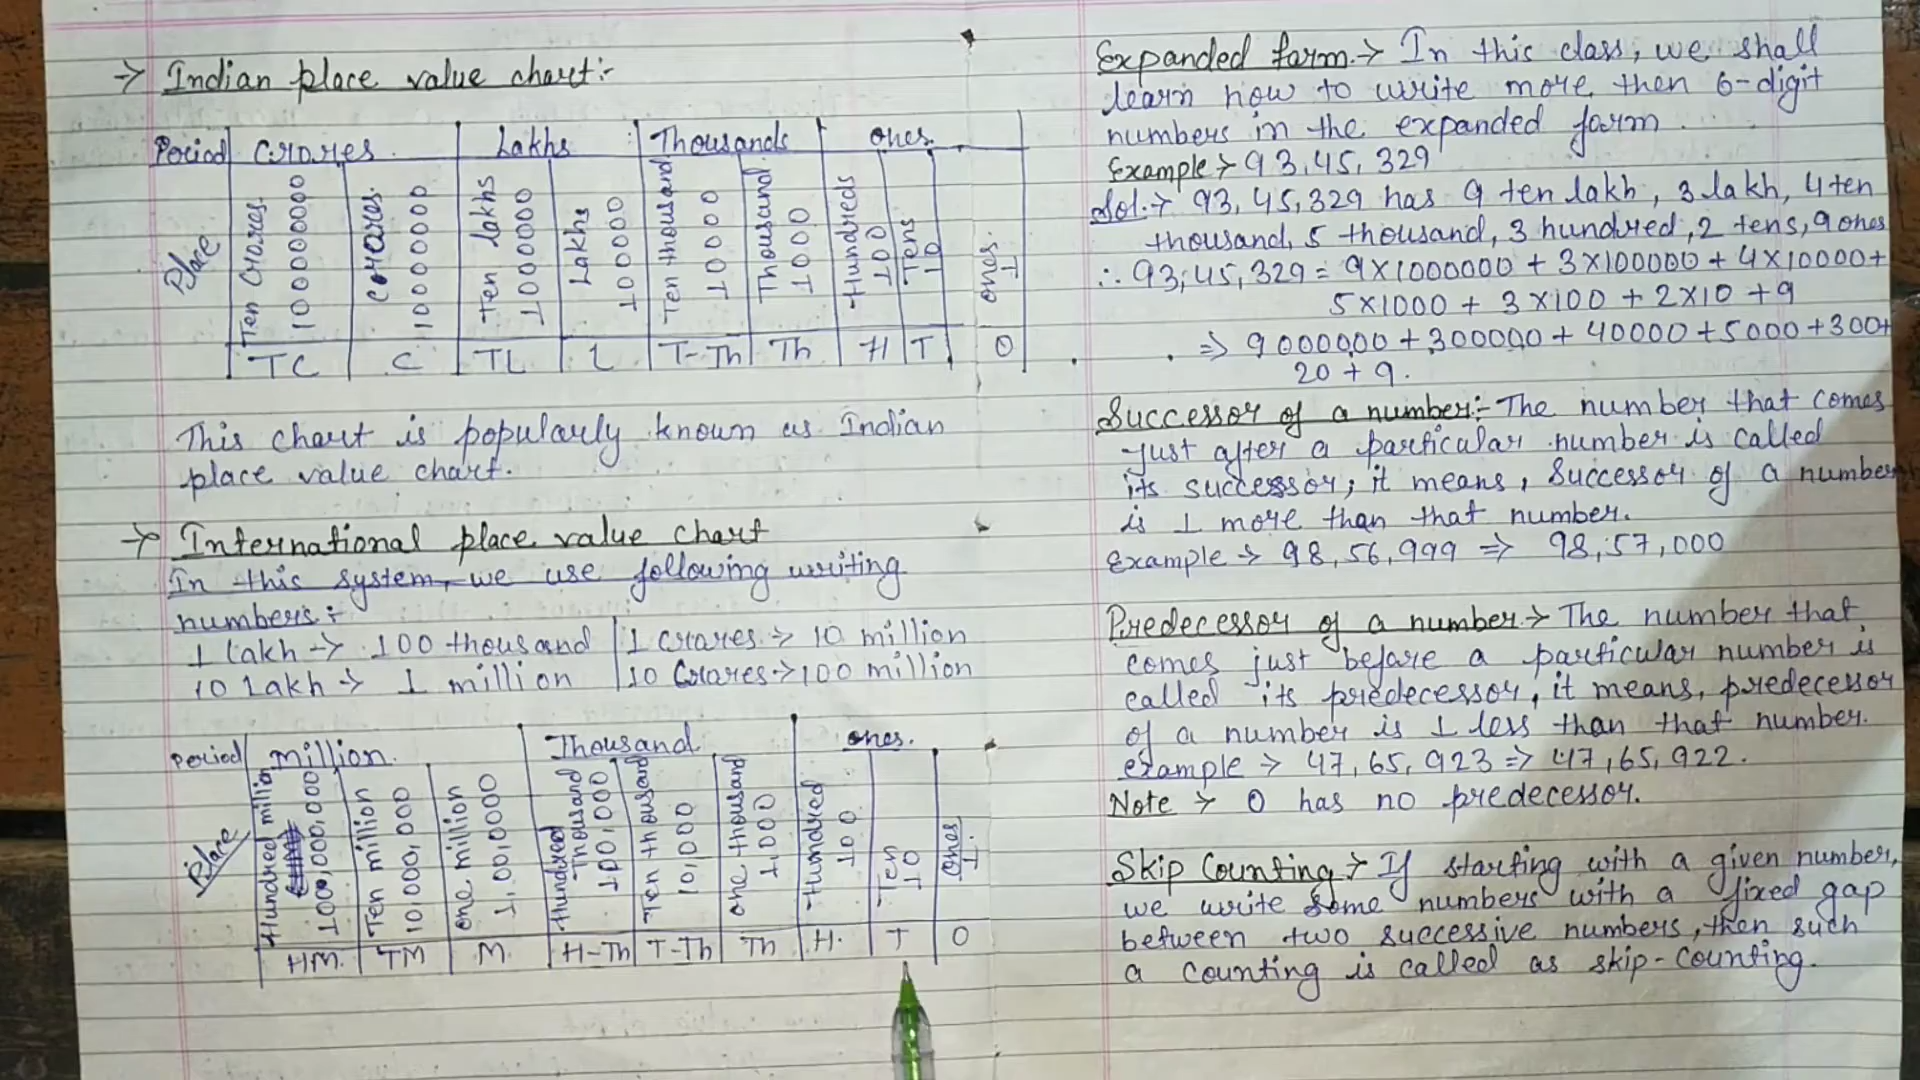 → Indian place value chart:-
Period Crores. Lakhs Thousands ones.
Place
Ten Crores. 100000000
Crores. 10000000
Ten lakhs 1000000
Lakhs 100000
Ten thousand 10000
Thousand 1000
Hundreds 100
Tens 10
ones. 1
TC C TL L T-Th Th H T O
This chart is popularly known as Indian
place value chart.
→ International place value chart
In this system, we use following writing
numbers:-
1 lakh → 100 thousand | 1 crores → 10 million
10 lakh → 1 million | 10 Crores → 100 million
Period million. Thousand ones.
Place
Hundred million 100,000,000
Ten million 10,000,000
one million 1,00,0000
Hundred Thousand 100,000
Ten thousand 10,000
one thousand 1,000
Hundred 100
Ten 10
ones 1.
HM. TM M. H-Th T-Th Th H. T O
Expanded form.→ In this class, we shall
learn how to write more then 6-digit
numbers in the expanded form.
Example → 93,45,329
Sol.→ 93,45,329 has 9 ten lakh, 3 lakh, 4 ten
thousand, 5 thousand, 3 hundred, 2 tens, 9 ones
∴ 93,45,329 = 9×1000000 + 3×100000 + 4×10000+
5×1000 + 3×100 + 2×10 + 9
⇒ 9000000 + 300000 + 40000 + 5000 + 300+
20 + 9.
Successor of a number:- The number that comes
just after a particular number is called
its successor, it means, Successor of a number
is 1 more than that number.
Example → 98,56,999 ⇒ 98,57,000
Predecessor of a number → The number that
comes just before a particular number is
called its predecessor, it means, predecessor
of a number is 1 less than that number.
example → 47,65,923 ⇒ 47,65,922.
Note → 0 has no predecessor.
Skip Counting → If starting with a given number,
we write some numbers with a fixed gap
between two successive numbers, then such
a counting is called as skip-counting.